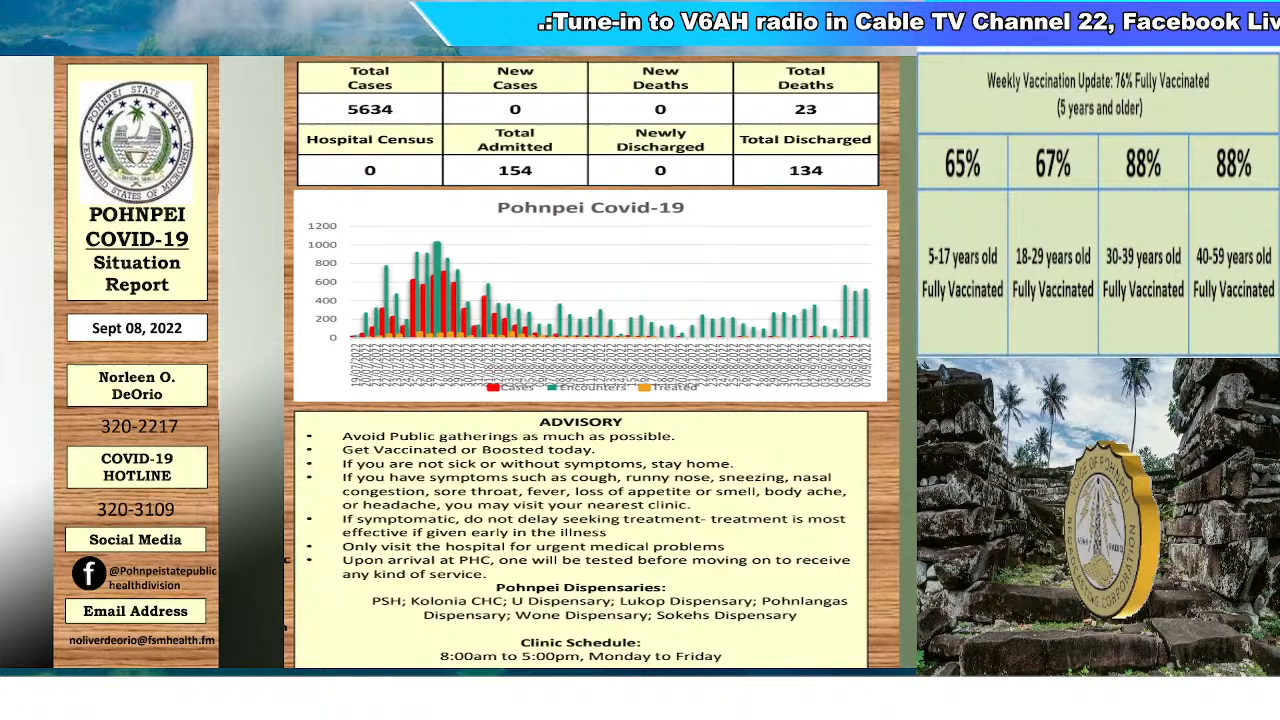 .:Tune-in to V6AH radio in Cable TV Channel 22, Facebook Liv
POHNPEI STATE SEAL
FEDERATED STATES OF MICRONESIA
POHNPEI
COVID-19
Situation
Report
Sept 08, 2022
Norleen O.
DeOrio
320-2217
COVID-19
HOTLINE
320-3109
Social Media
@Pohnpeistatepublic
healthdivision
Email Address
noliverdeorio@fsmhealth.fm
Total Cases New Cases New Deaths Total Deaths
5634 0 0 23
Hospital Census Total Admitted Newly Discharged Total Discharged
0 154 0 134
Pohnpei Covid-19
1200
1000
800
600
400
200
0
Cases Encounters
ADVISORY
• Avoid Public gatherings as much as possible.
• Get Vaccinated or Boosted today.
• If you are not sick or without symptoms, stay home.
• If you have symptoms such as cough, runny nose, sneezing, nasal
congestion, sore throat, fever, loss of appetite or smell, body ache,
or headache, you may visit your nearest clinic.
• If symptomatic, do not delay seeking treatment- treatment is most
effective if given early in the illness
• Only visit the hospital for urgent medical problems
• Upon arrival at PHC, one will be tested before moving on to receive
any kind of service.
Pohnpei Dispensaries:
PSH; Kolonia CHC; U Dispensary; Lukop Dispensary; Pohnlangas
Dispensary; Wone Dispensary; Sokehs Dispensary
Clinic Schedule:
8:00am to 5:00pm, Monday to Friday
Weekly Vaccination Update: 76% Fully Vaccinated
(5 years and older)
65% 67% 88% 88%
5-17 years old 18-29 years old 30-39 years old 40-59 years old
Fully Vaccinated Fully Vaccinated Fully Vaccinated Fully Vaccinated